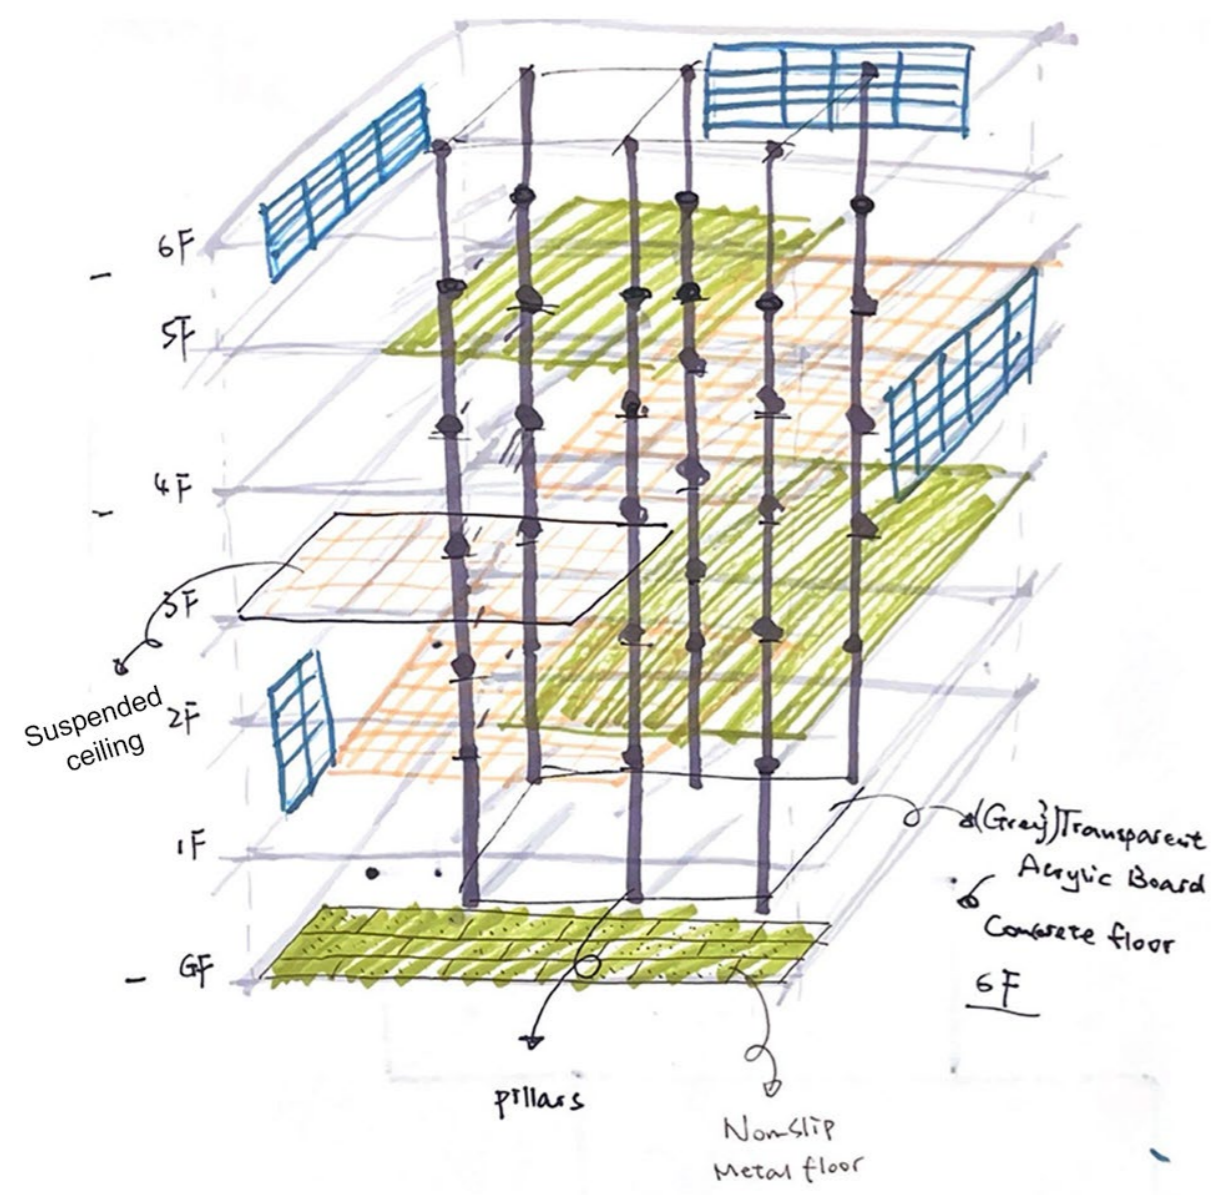 6F
5F
4F
3F
Suspended
ceiling
2F
1F
GF
(Grey)Transparent
Acrylic Board
Concrete floor
6F
pillars
Non-slip
Metal floor